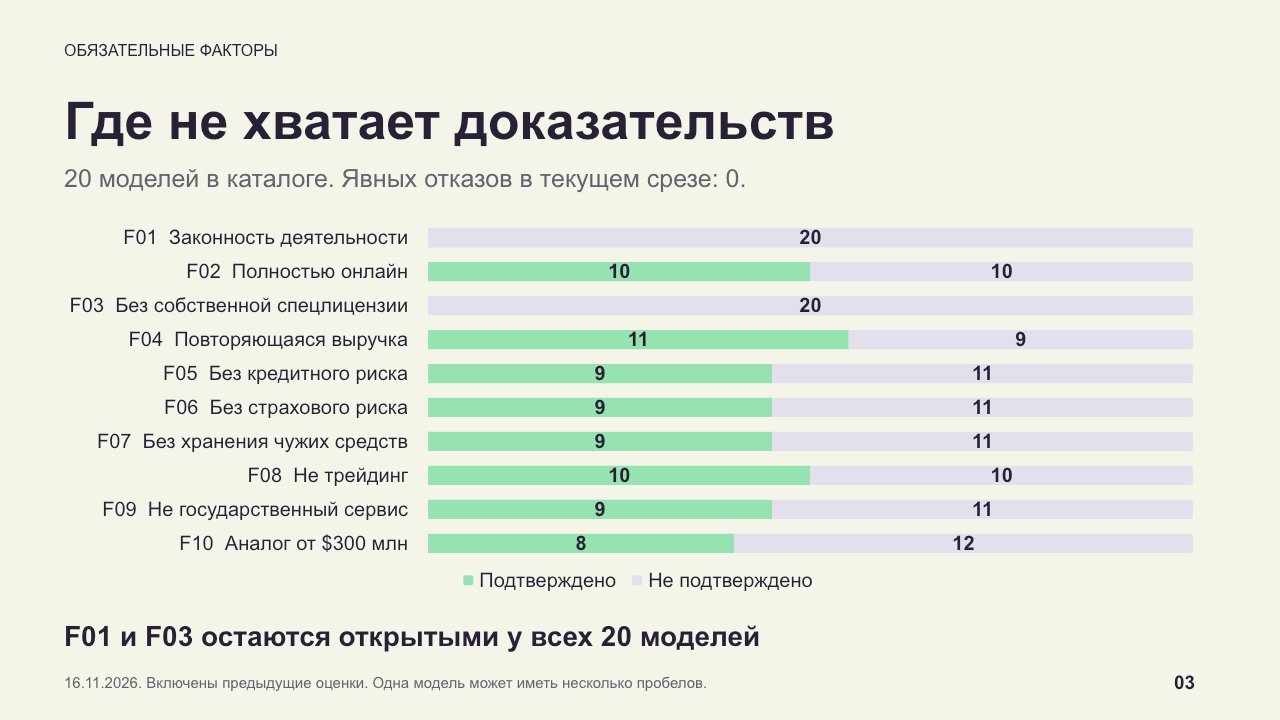 ОБЯЗАТЕЛЬНЫЕ ФАКТОРЫ
Где не хватает доказательств
20 моделей в каталоге. Явных отказов в текущем срезе: 0.
F01 Законность деятельности 20
F02 Полностью онлайн 10 10
F03 Без собственной спецлицензии 20
F04 Повторяющаяся выручка 11 9
F05 Без кредитного риска 9 11
F06 Без страхового риска 9 11
F07 Без хранения чужих средств 9 11
F08 Не трейдинг 10 10
F09 Не государственный сервис 9 11
F10 Аналог от $300 млн 8 12
Подтверждено Не подтверждено
F01 и F03 остаются открытыми у всех 20 моделей
16.11.2026. Включены предыдущие оценки. Одна модель может иметь несколько пробелов. 03